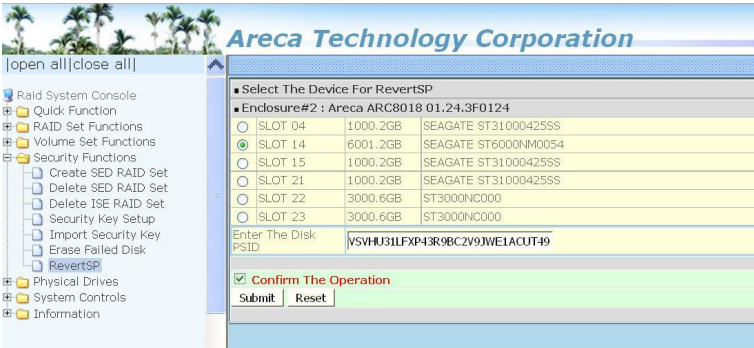 Areca Technology Corporation
|open all|close all|
Raid System Console
Quick Function
RAID Set Functions
Volume Set Functions
Security Functions
Create SED RAID Set
Delete SED RAID Set
Delete ISE RAID Set
Security Key Setup
Import Security Key
Erase Failed Disk
RevertSP
Physical Drives
System Controls
Information
Select The Device For RevertSP
Enclosure#2 : Areca ARC8018 01.24.3F0124
SLOT 04 1000.2GB SEAGATE ST31000425SS
SLOT 14 6001.2GB SEAGATE ST6000NM0054
SLOT 15 1000.2GB SEAGATE ST31000425SS
SLOT 21 1000.2GB SEAGATE ST31000425SS
SLOT 22 3000.6GB ST3000NC000
SLOT 23 3000.6GB ST3000NC000
Enter The Disk
PSID
VSVHU31LFXP43R9BC2V9JWE1ACUT49
Confirm The Operation
Submit Reset